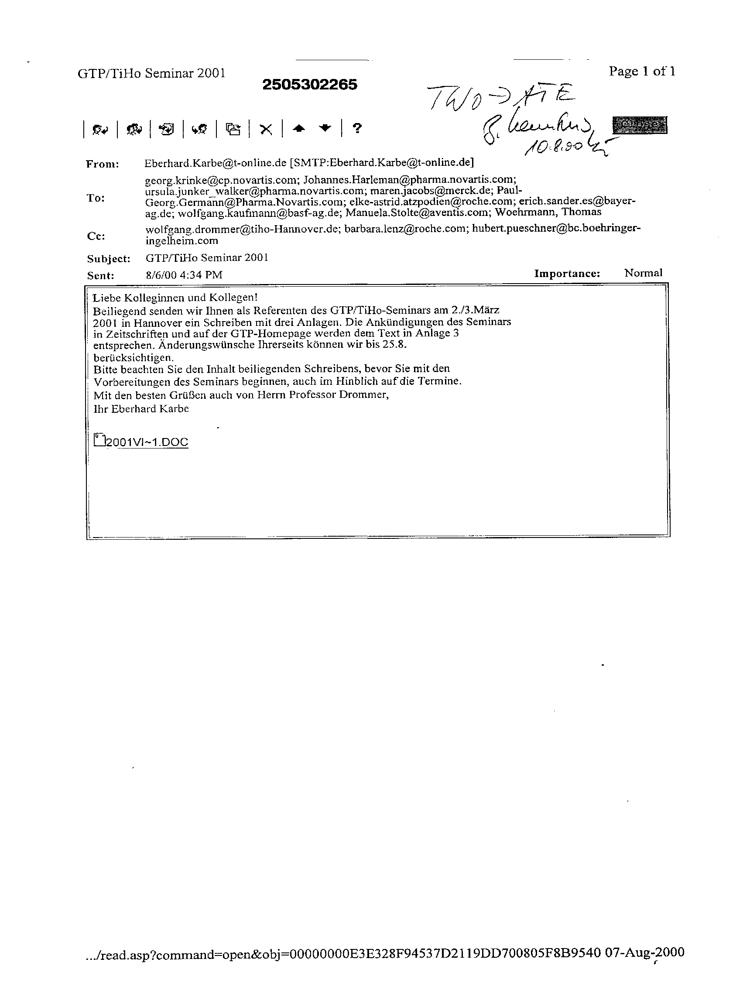 GTP/TiHo Seminar 2001
Page 1 of 1
2505302265
TWO → ATE
10.8.00
?
From: Eberhard.Karbe@t-online.de [SMTP:Eberhard.Karbe@t-online.de]
To: georg.krinke@cp.novartis.com; Johannes.Harleman@pharma.novartis.com;
ursula.junker_walker@pharma.novartis.com; maren.jacobs@merck.de; Paul-
Georg.Germann@Pharma.Novartis.com; elke-astrid.atzpodien@roche.com; erich.sander.es@bayer-
ag.de; wolfgang.kaufmann@basf-ag.de; Manuela.Stolte@aventis.com; Woehrmann, Thomas
Cc: wolfgang.drommer@tiho-Hannover.de; barbara.lenz@roche.com; hubert.pueschner@bc.boehringer-
ingelheim.com
Subject: GTP/TiHo Seminar 2001
Sent: 8/6/00 4:34 PM Importance: Normal
Liebe Kolleginnen und Kollegen!
Beiliegend senden wir Ihnen als Referenten des GTP/TiHo-Seminars am 2./3.März
2001 in Hannover ein Schreiben mit drei Anlagen. Die Ankündigungen des Seminars
in Zeitschriften und auf der GTP-Homepage werden dem Text in Anlage 3
entsprechen. Änderungswünsche Ihrerseits können wir bis 25.8.
berücksichtigen.
Bitte beachten Sie den Inhalt beiliegenden Schreibens, bevor Sie mit den
Vorbereitungen des Seminars beginnen, auch im Hinblick auf die Termine.
Mit den besten Grüßen auch von Herrn Professor Drommer,
Ihr Eberhard Karbe
2001VI~1.DOC
.../read.asp?command=open&obj=00000000E3E328F94537D2119DD700805F8B9540 07-Aug-2000